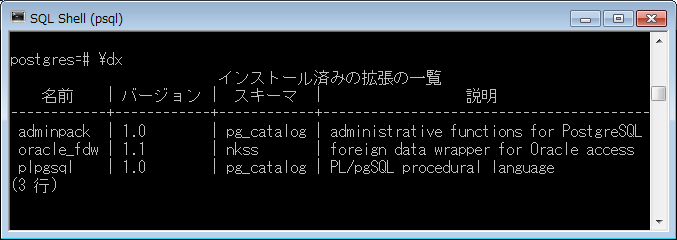 SQL Shell (psql)
postgres=# ¥dx
インストール済みの拡張の一覧
名前 | バージョン | スキーマ | 説明
-----------+------------+------------+------------------------------------------
adminpack | 1.0 | pg_catalog | administrative functions for PostgreSQL
oracle_fdw | 1.1 | nkss | foreign data wrapper for Oracle access
plpgsql | 1.0 | pg_catalog | PL/pgSQL procedural language
(3 行)